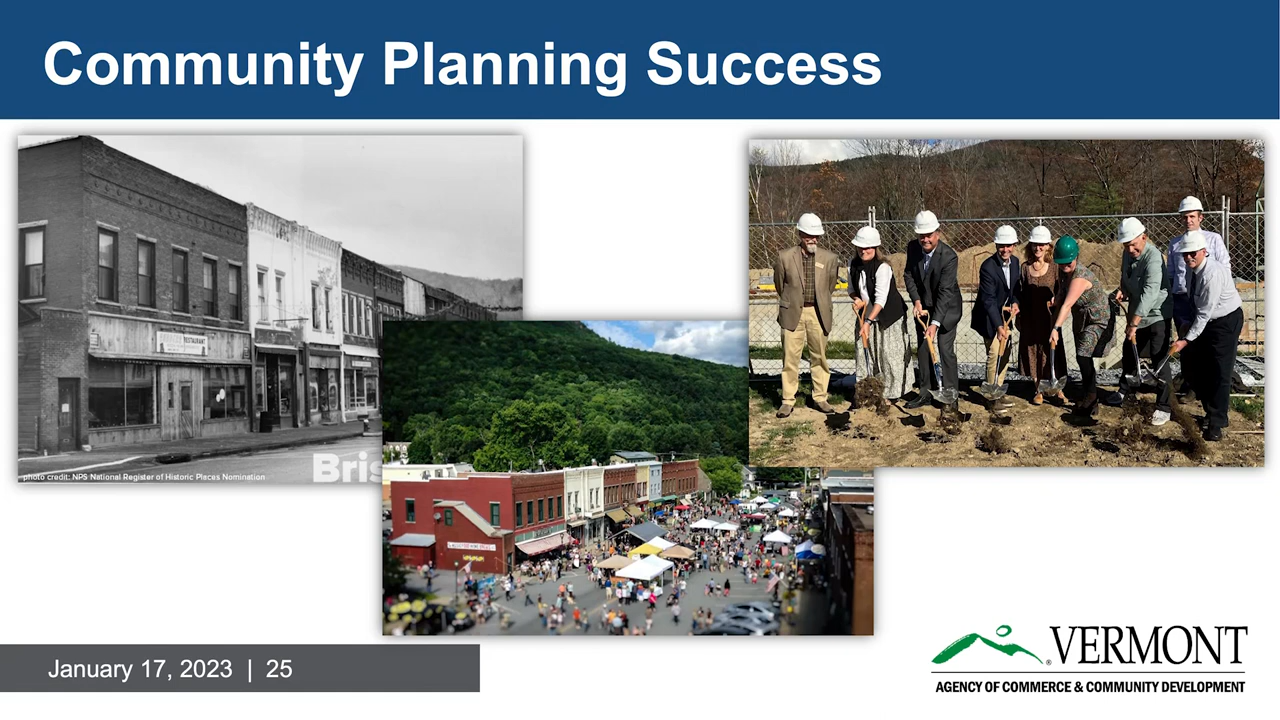 Community Planning Success
RESTAURANT
photo credit: NPS National Register of Historic Places Nomination
Bris
January 17, 2023 | 25
VERMONT
AGENCY OF COMMERCE & COMMUNITY DEVELOPMENT